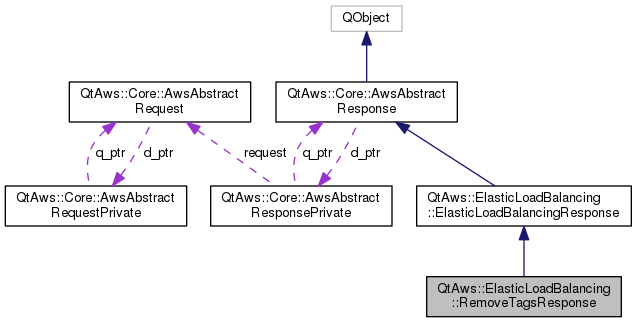 QObject
QtAws::Core::AwsAbstract
Request
QtAws::Core::AwsAbstract
Response
q_ptr
d_ptr
request
q_ptr
d_ptr
QtAws::Core::AwsAbstract
RequestPrivate
QtAws::Core::AwsAbstract
ResponsePrivate
QtAws::ElasticLoadBalancing
::ElasticLoadBalancingResponse
QtAws::ElasticLoadBalancing
::RemoveTagsResponse